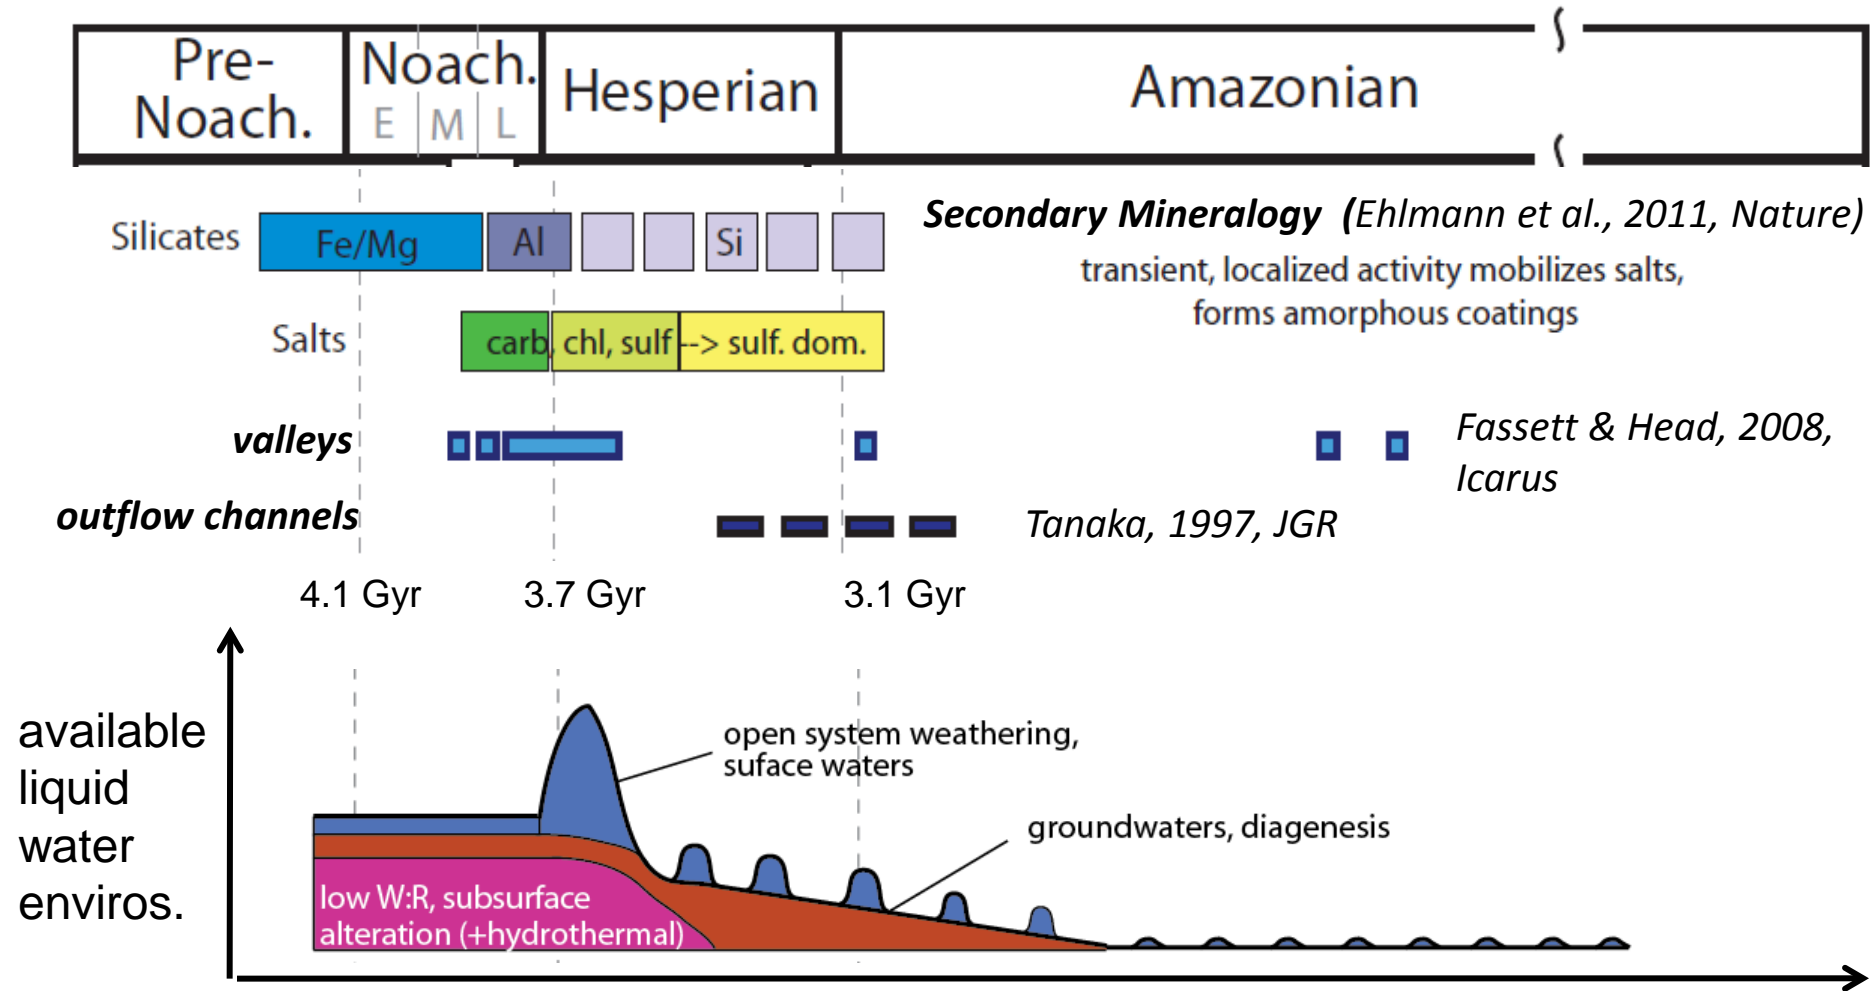 Pre-
Noach.
Noach.
E M L
Hesperian
Amazonian
Silicates
Fe/Mg
Al
Si
Secondary Mineralogy (Ehlmann et al., 2011, Nature)
transient, localized activity mobilizes salts,
forms amorphous coatings
Salts
carb, chl, sulf --> sulf. dom.
valleys
Fassett & Head, 2008,
Icarus
outflow channels
Tanaka, 1997, JGR
4.1 Gyr
3.7 Gyr
3.1 Gyr
available
liquid
water
enviros.
open system weathering,
suface waters
groundwaters, diagenesis
low W:R, subsurface
alteration (+hydrothermal)